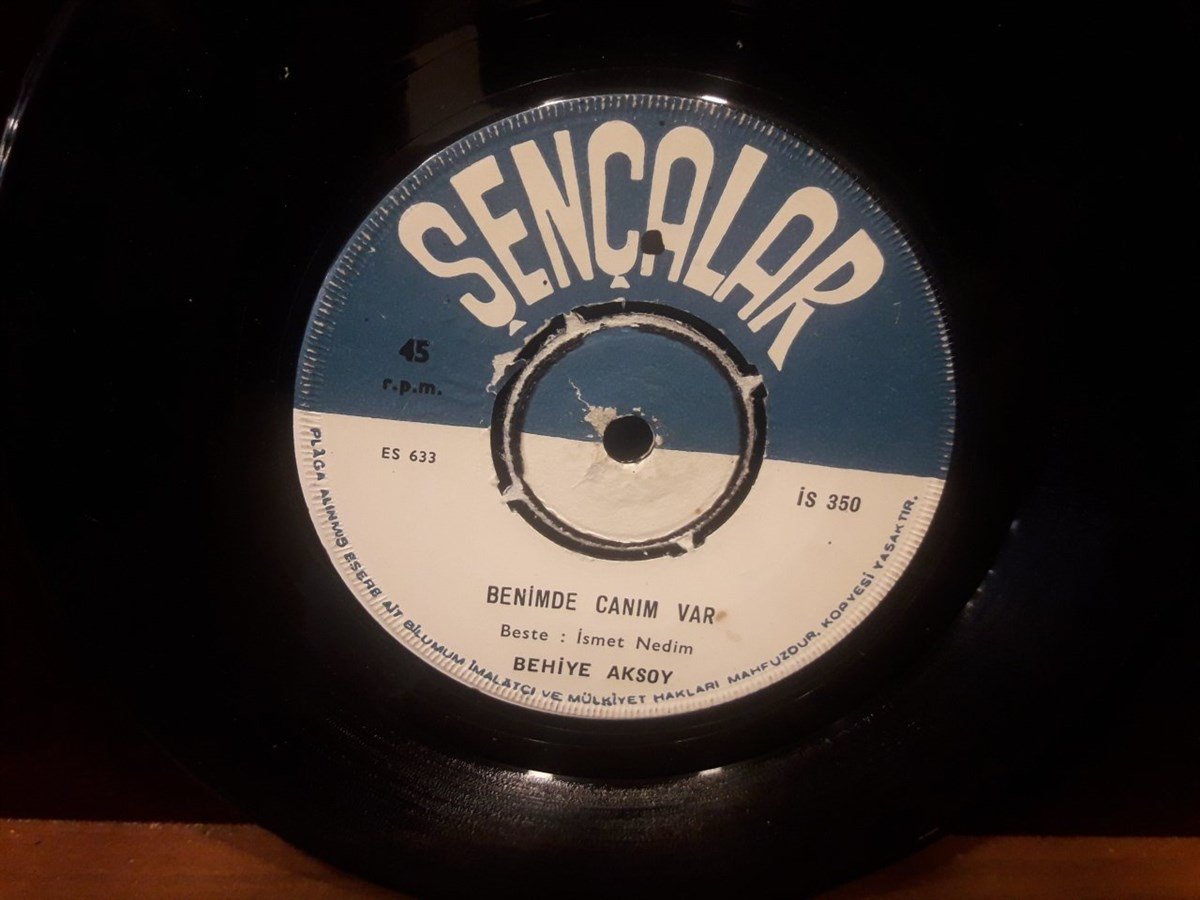 ŞENÇALAR
45
r.p.m.
ES 633
İS 350
BENİMDE CANIM VAR
Beste : İsmet Nedim
BEHİYE AKSOY
PLÂGA ALINMIŞ ESERE AİT BİLUMUM İMALÂTÇI VE MÜLKİYET HAKLARI MAHFUZDUR. KOPYESİ YASAKTIR.